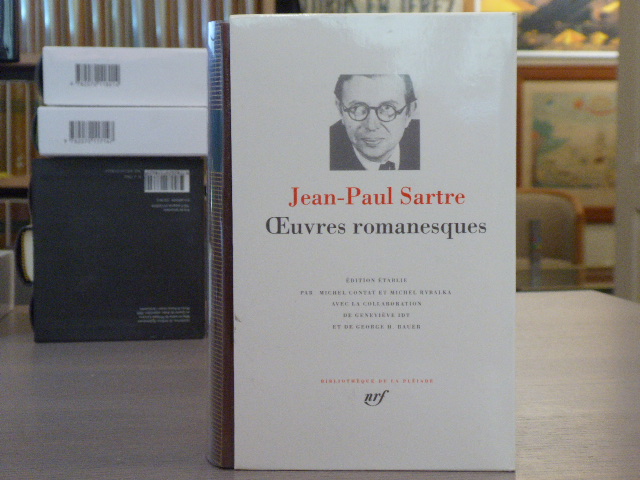 Jean-Paul Sartre
Œuvres romanesques
ÉDITION ÉTABLIE
PAR MICHEL CONTAT ET MICHEL RYBALKA
AVEC LA COLLABORATION
DE GENEVIÈVE IDT
ET DE GEORGE H. BAUER
BIBLIOTHÈQUE DE LA PLÉIADE
nrf